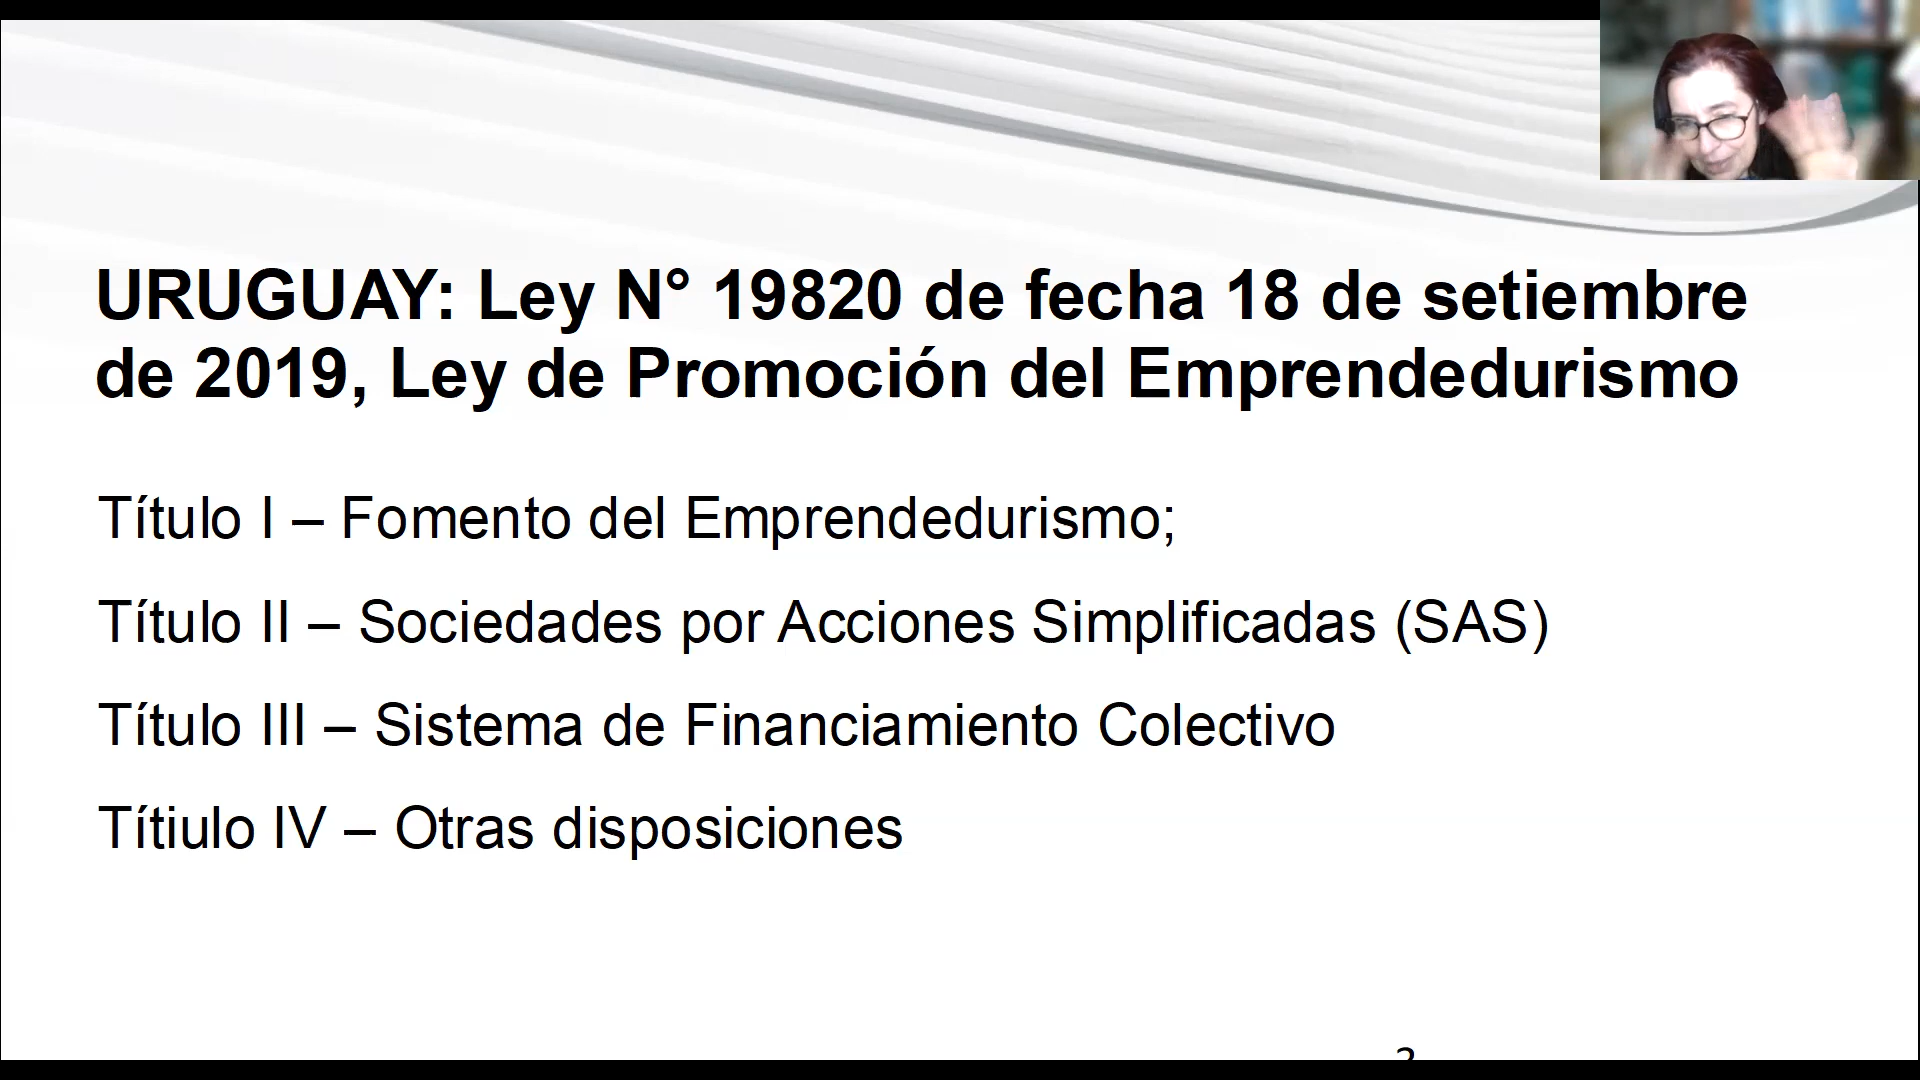 URUGUAY: Ley N° 19820 de fecha 18 de setiembre
de 2019, Ley de Promoción del Emprendedurismo
Título I – Fomento del Emprendedurismo;
Título II – Sociedades por Acciones Simplificadas (SAS)
Título III – Sistema de Financiamiento Colectivo
Títiulo IV – Otras disposiciones